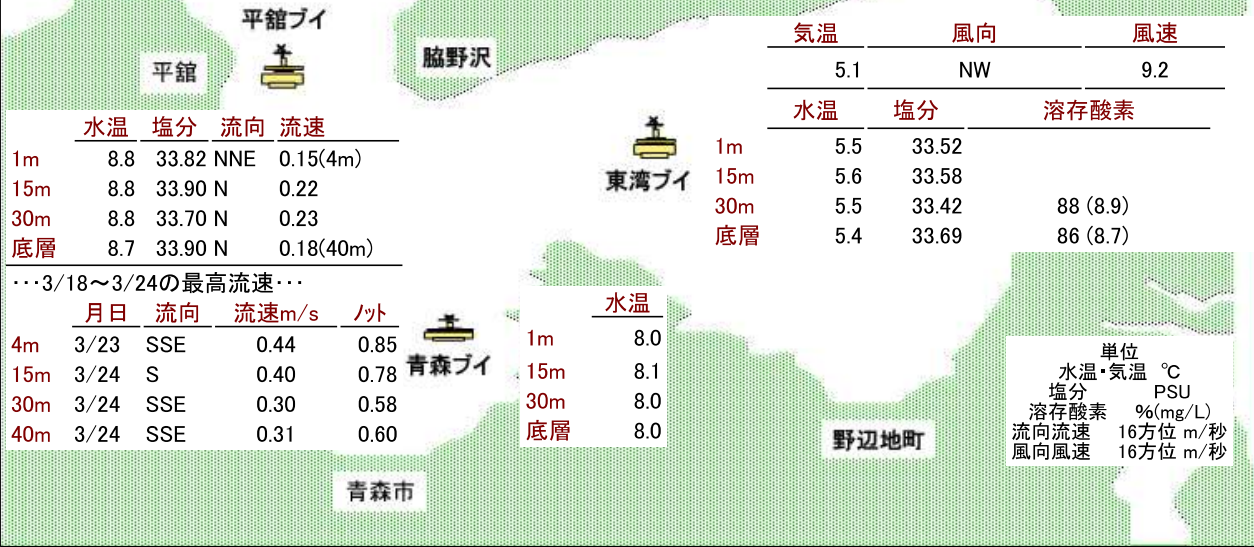 平舘ブイ
平舘
脇野沢
水温 塩分 流向 流速
1m 8.8 33.82 NNE 0.15(4m)
15m 8.8 33.90 N 0.22
30m 8.8 33.70 N 0.23
底層 8.7 33.90 N 0.18(40m)
…3/18～3/24の最高流速…
月日 流向 流速m/s ノット
4m 3/23 SSE 0.44 0.85
15m 3/24 S 0.40 0.78
30m 3/24 SSE 0.30 0.58
40m 3/24 SSE 0.31 0.60
気温 風向 風速
5.1 NW 9.2
水温 塩分 溶存酸素
1m 5.5 33.52
15m 5.6 33.58
30m 5.5 33.42 88 (8.9)
底層 5.4 33.69 86 (8.7)
東湾ブイ
青森ブイ
水温
1m 8.0
15m 8.1
30m 8.0
底層 8.0
青森市
野辺地町
単位
水温・気温 ℃
塩分 PSU
溶存酸素 %(mg/L)
流向流速 16方位 m/秒
風向風速 16方位 m/秒